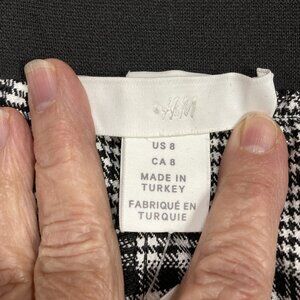 H&M
US 8
CA 8
MADE IN
TURKEY
FABRIQUÉ EN
TURQUIE